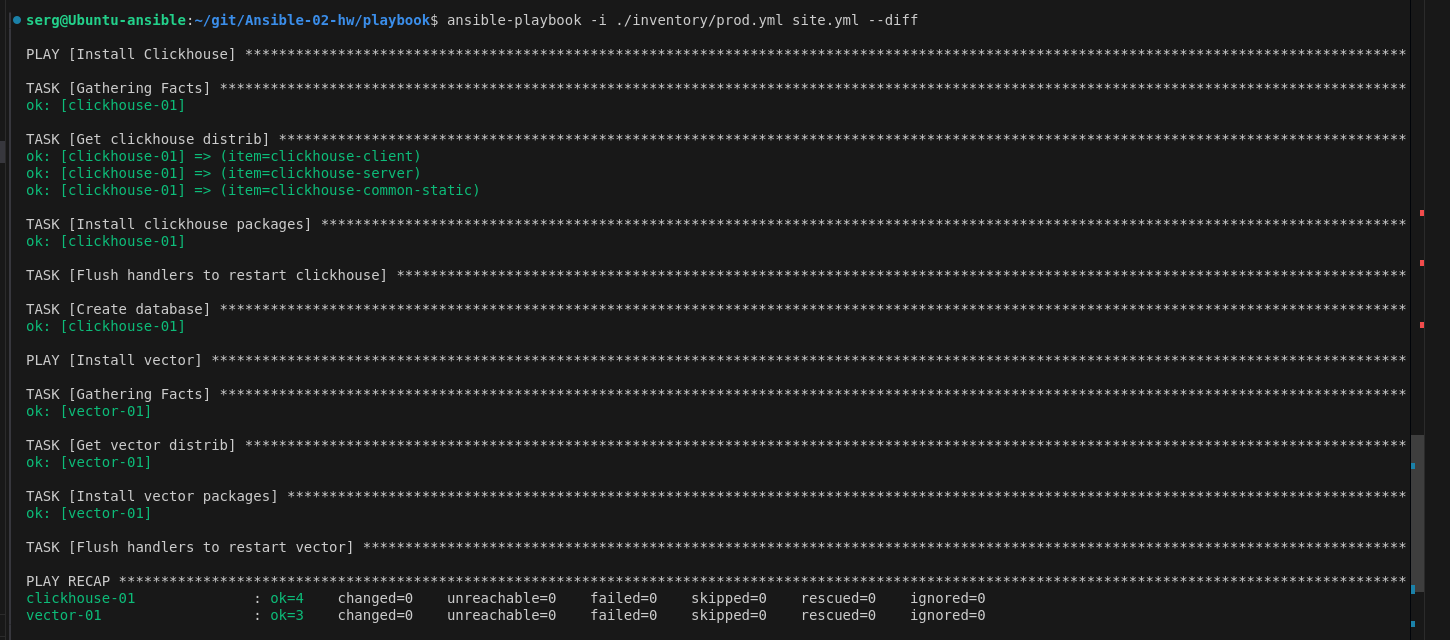 serg@Ubuntu-ansible:~/git/Ansible-02-hw/playbook$ ansible-playbook -i ./inventory/prod.yml site.yml --diff
PLAY [Install Clickhouse] ******************************************************************************************************************************************
TASK [Gathering Facts] *********************************************************************************************************************************************
ok: [clickhouse-01]
TASK [Get clickhouse distrib] **************************************************************************************************************************************
ok: [clickhouse-01] => (item=clickhouse-client)
ok: [clickhouse-01] => (item=clickhouse-server)
ok: [clickhouse-01] => (item=clickhouse-common-static)
TASK [Install clickhouse packages] *********************************************************************************************************************************
ok: [clickhouse-01]
TASK [Flush handlers to restart clickhouse] ************************************************************************************************************************
TASK [Create database] *********************************************************************************************************************************************
ok: [clickhouse-01]
PLAY [Install vector] **********************************************************************************************************************************************
TASK [Gathering Facts] *********************************************************************************************************************************************
ok: [vector-01]
TASK [Get vector distrib] ******************************************************************************************************************************************
ok: [vector-01]
TASK [Install vector packages] *************************************************************************************************************************************
ok: [vector-01]
TASK [Flush handlers to restart vector] ****************************************************************************************************************************
PLAY RECAP *********************************************************************************************************************************************************
clickhouse-01              : ok=4    changed=0    unreachable=0    failed=0    skipped=0    rescued=0    ignored=0
vector-01                  : ok=3    changed=0    unreachable=0    failed=0    skipped=0    rescued=0    ignored=0